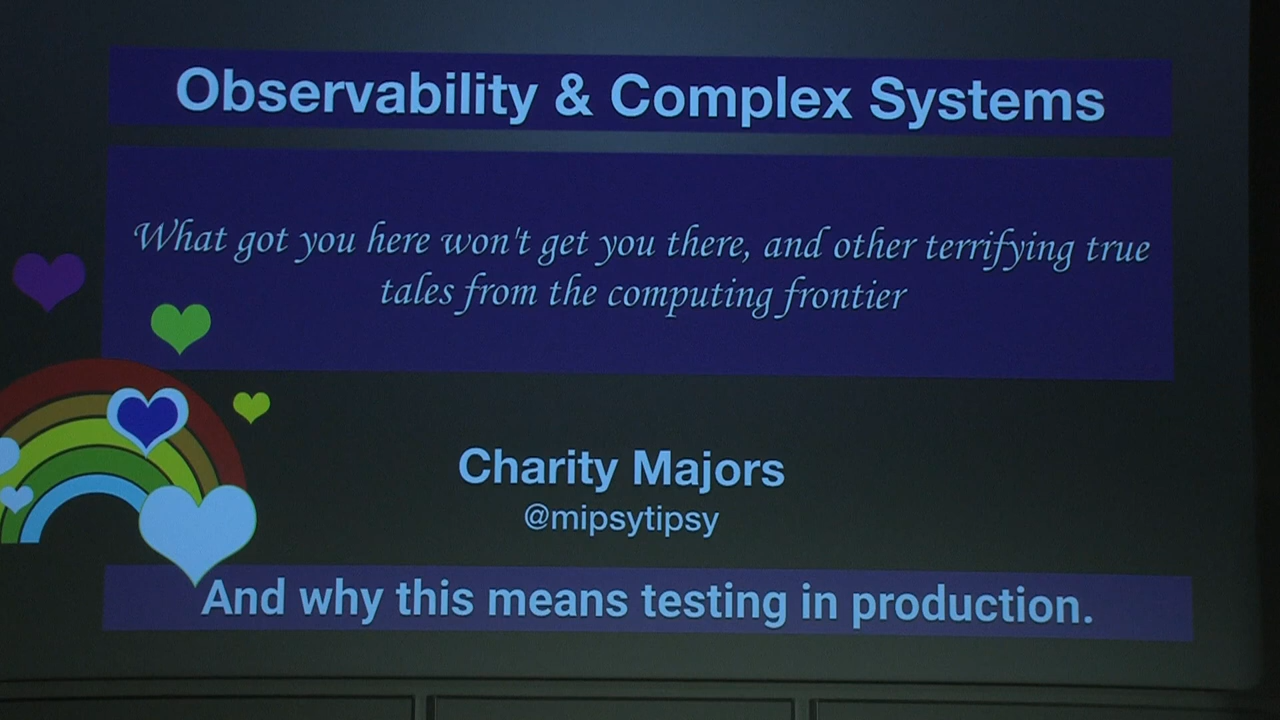 Observability & Complex Systems
What got you here won't get you there, and other terrifying true
tales from the computing frontier
Charity Majors
@mipsytipsy
And why this means testing in production.